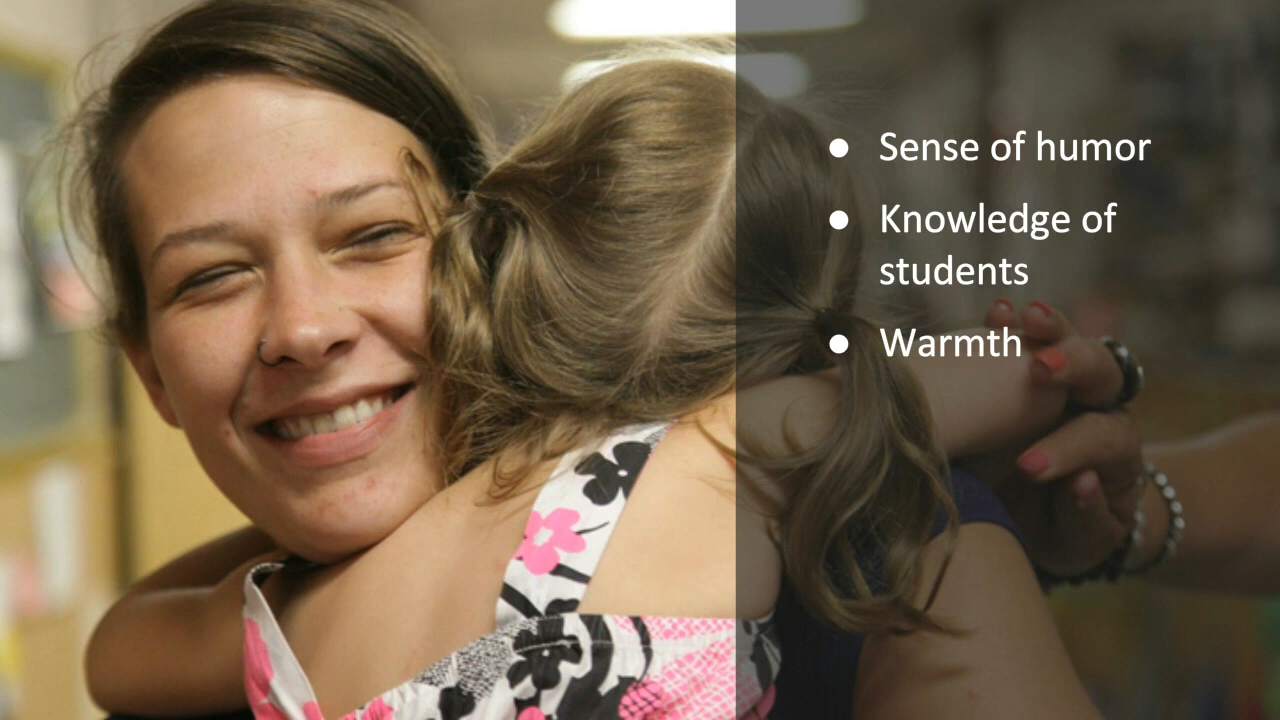 ● Sense of humor
● Knowledge of
students
● Warmth